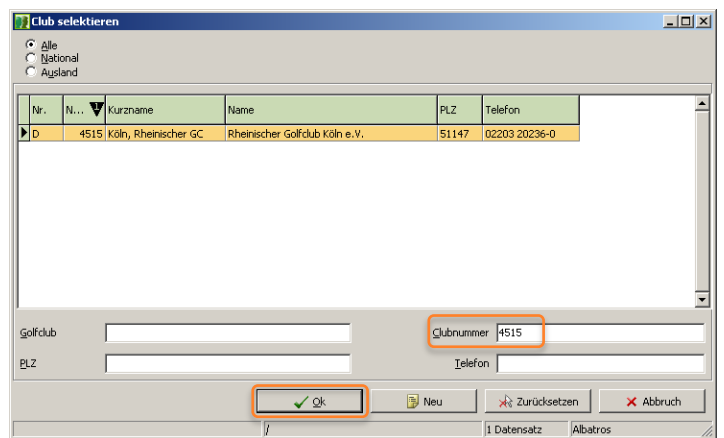 Club selektieren
Alle
National
Ausland
Nr. N... 1 Kurzname Name PLZ Telefon
D 4515 Köln, Rheinischer GC Rheinischer Golfclub Köln e.V. 51147 02203 20236-0
Golfclub Clubnummer 4515
PLZ Telefon
Ok Neu Zurücksetzen Abbruch
/ 1 Datensatz Albatros